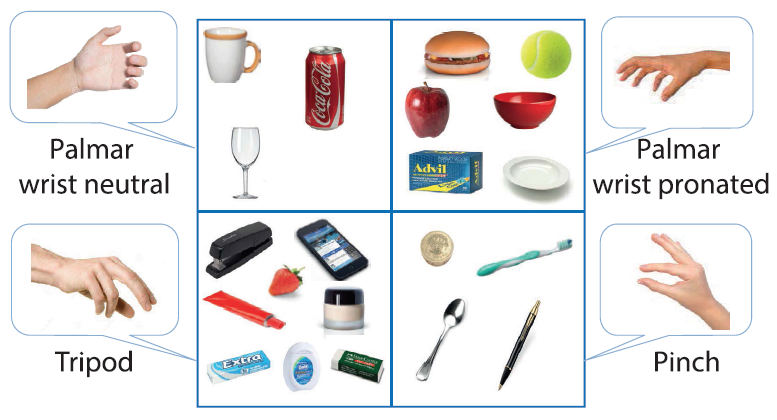 Palmar
wrist neutral
Coca-Cola
Palmar
wrist pronated
Advil
Tripod
Extra
Pinch